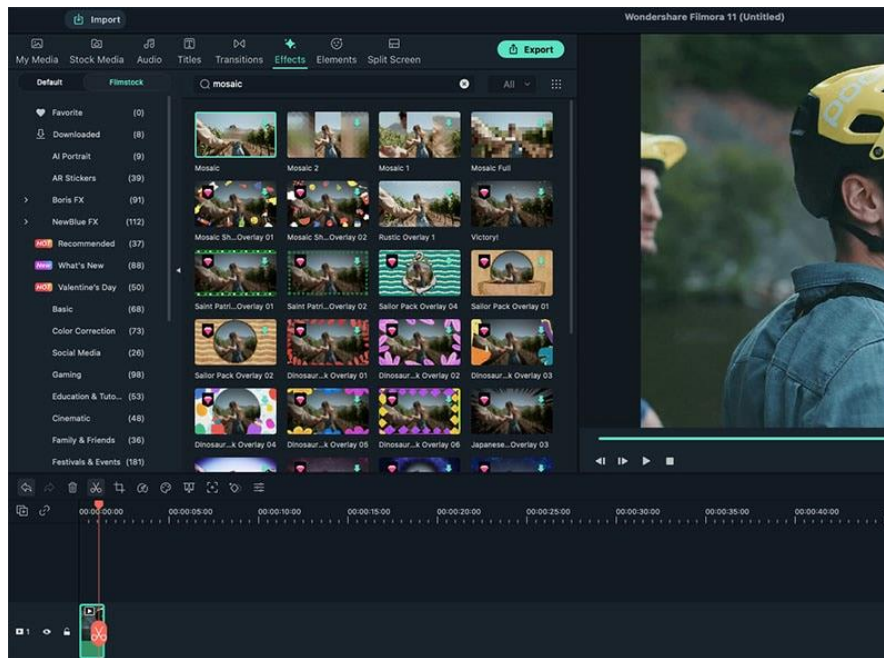 Import
Wondershare Filmora 11 (Untitled)
My Media
Stock Media
Audio
Titles
Transitions
Effects
Elements
Split Screen
Export
Default
Filmstock
mosaic
All
Favorite (0)
Downloaded (8)
AI Portrait (9)
AR Stickers (39)
Boris FX (91)
NewBlue FX (112)
HOT Recommended (37)
New What's New (88)
HOT Valentine's Day (50)
Basic (68)
Color Correction (73)
Social Media (26)
Gaming (98)
Education & Tuto... (53)
Cinematic (48)
Family & Friends (36)
Festivals & Events (181)
Mosaic
Mosaic 2
Mosaic 1
Mosaic Full
Mosaic Sh...Overlay 01
Mosaic Sh...Overlay 02
Rustic Overlay 1
Victory!
Saint Patri...Overlay 01
Saint Patri...Overlay 02
Sailor Pack Overlay 04
Sailor Pack Overlay 01
Sailor Pack Overlay 02
Dinosaur...k Overlay 01
Dinosaur...k Overlay 02
Dinosaur...k Overlay 03
Dinosaur...k Overlay 04
Dinosaur...k Overlay 05
Dinosaur...k Overlay 06
Japanese...Overlay 03
POC
00:00:00:00
00:00:05:00
00:00:10:00
00:00:15:00
00:00:20:00
00:00:25:00
00:00:30:00
00:00:35:00
00:00:40:00
1